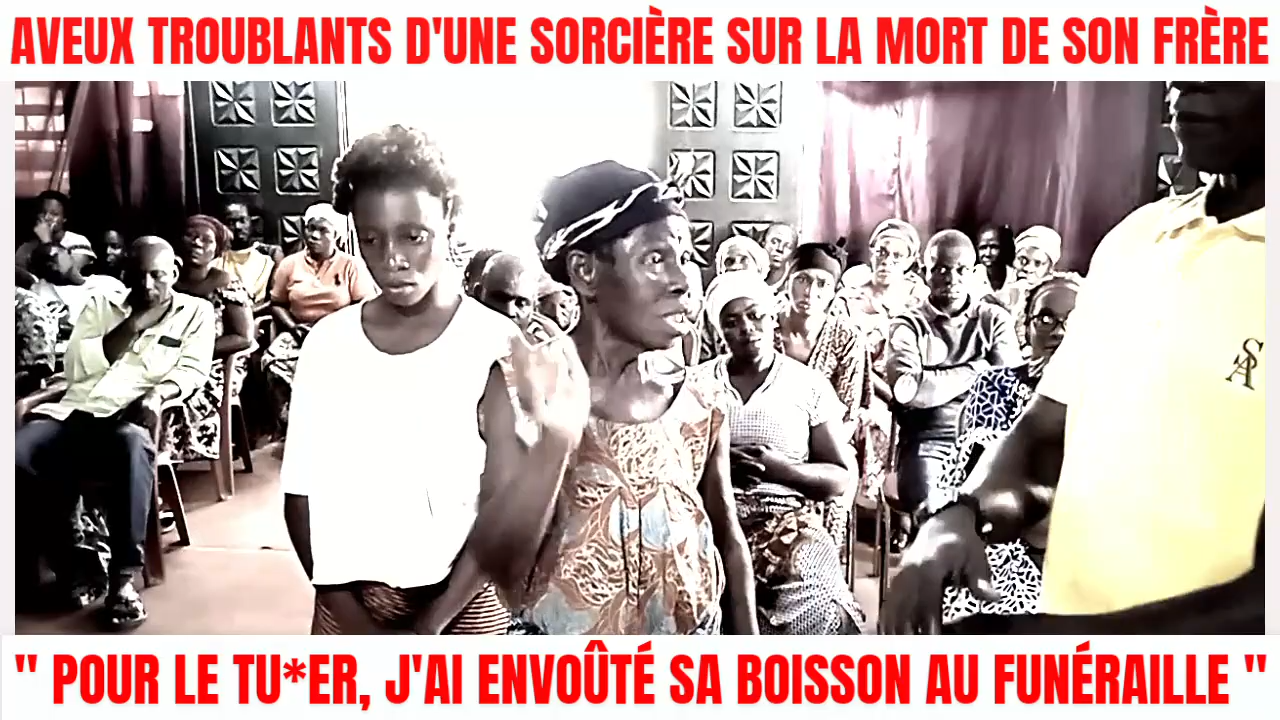 AVEUX TROUBLANTS D'UNE SORCIÈRE SUR LA MORT DE SON FRÈRE
" POUR LE TU*ER, J'AI ENVOÛTÉ SA BOISSON AU FUNÉRAILLE "